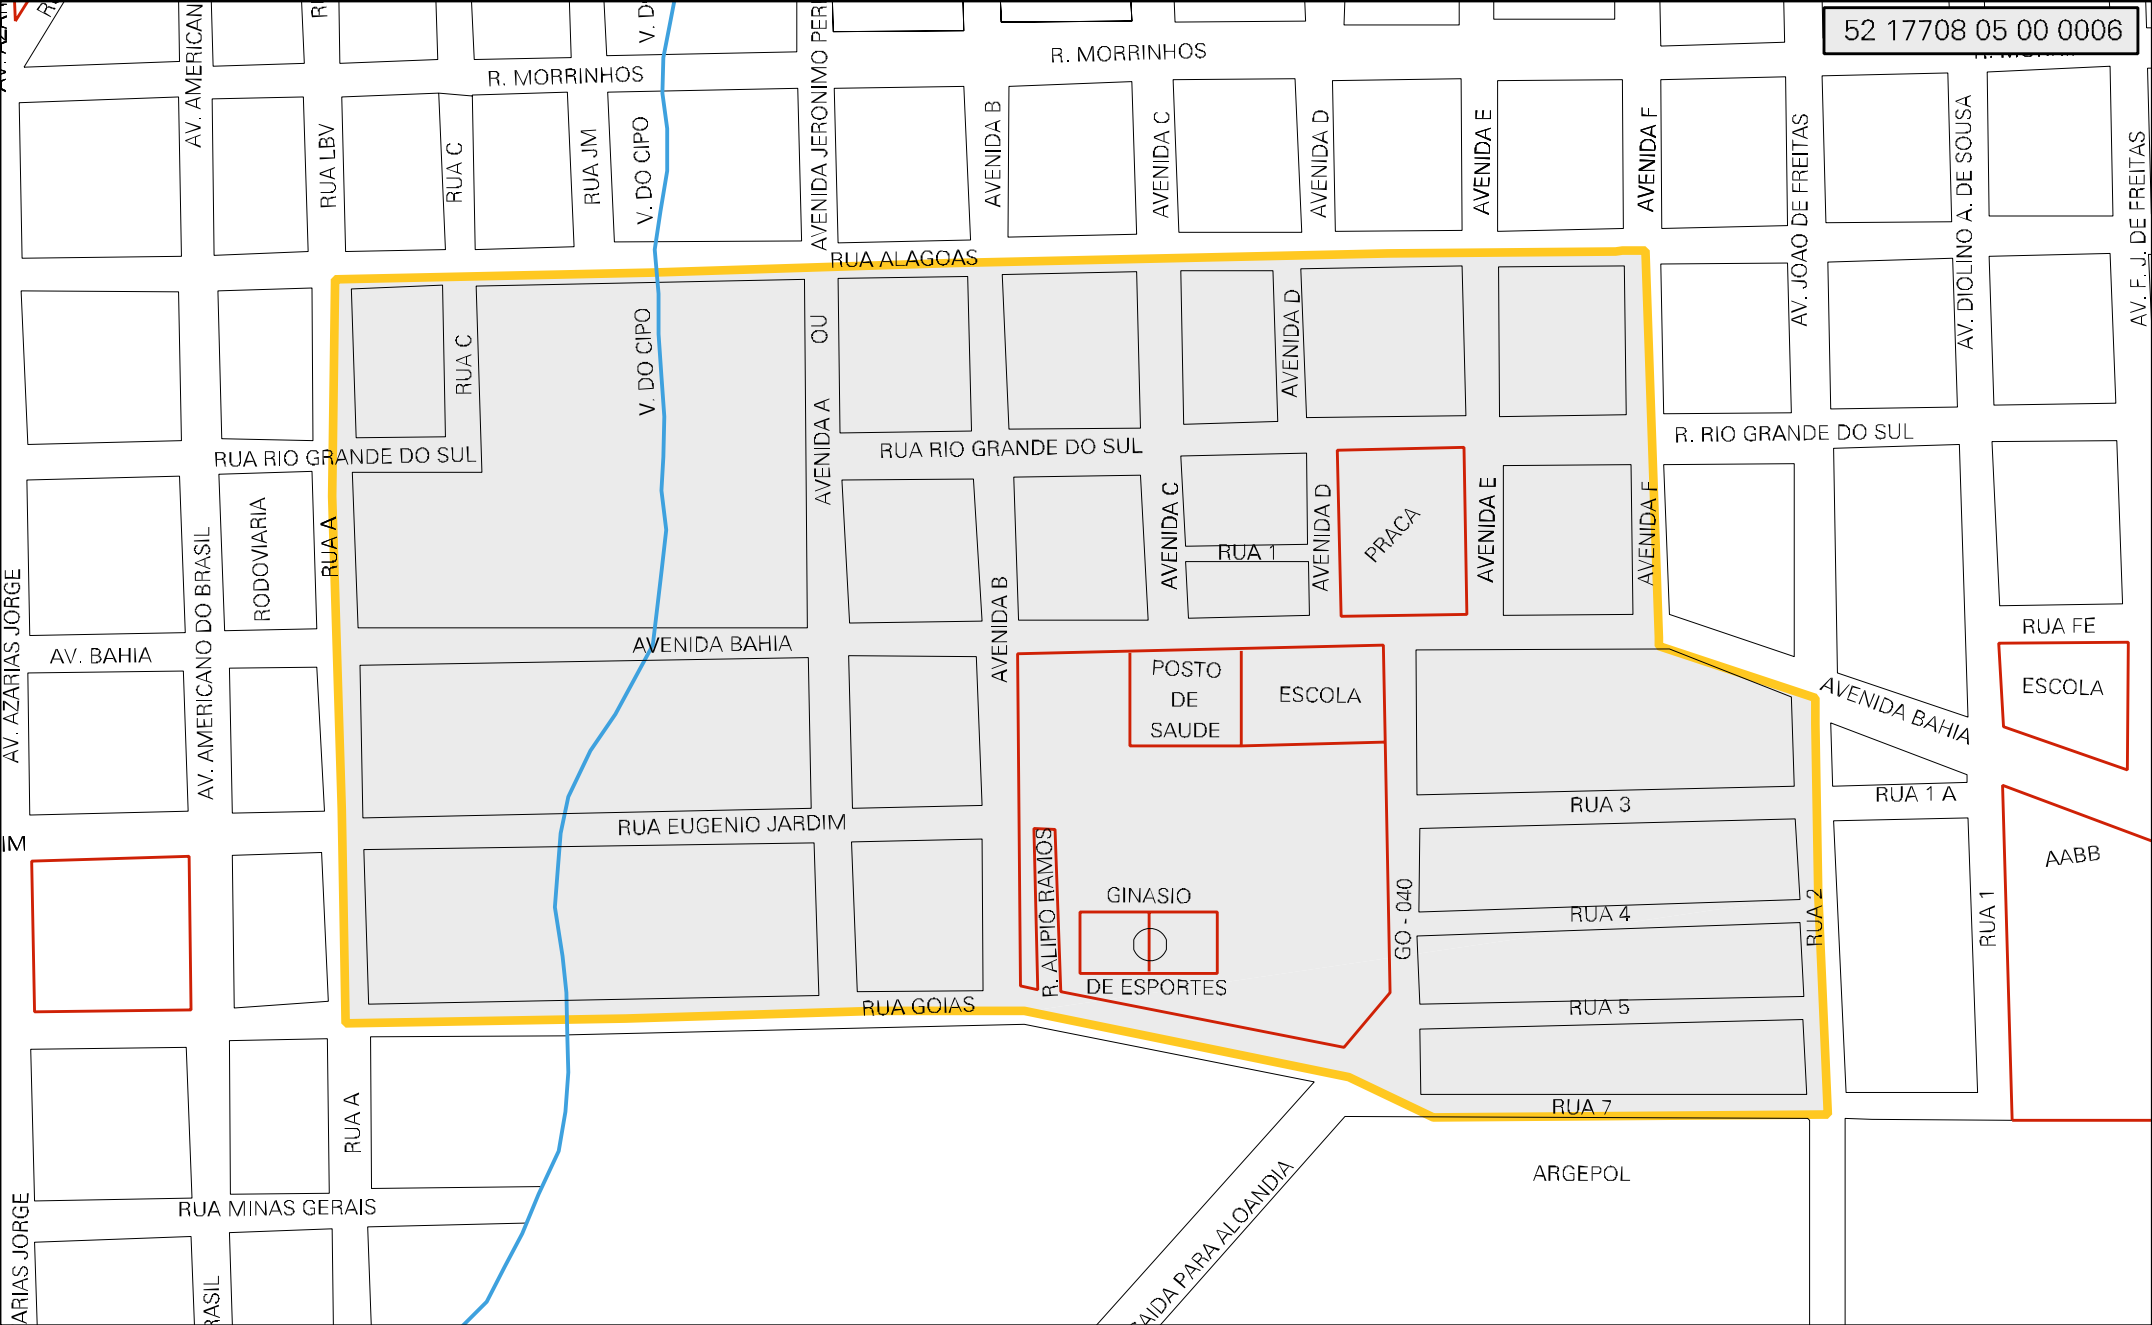 52 17708 05 00 0006
R. MORRINHOS
R. MORRINHOS
AV. AMERICAN
RUA LBV
RUA C
RUA JM
V. DO CIPO
AVENIDA JERONIMO PER
AVENIDA B
AVENIDA C
AVENIDA D
AVENIDA E
AVENIDA F
AV. JOAO DE FREITAS
AV. DIOLINO A. DE SOUSA
AV. F. J. DE FREITAS
RUA ALAGOAS
RUA C
V. DO CIPO
OU
AVENIDA A
AVENIDA D
RUA RIO GRANDE DO SUL
RUA RIO GRANDE DO SUL
R. RIO GRANDE DO SUL
RODOVIARIA
RUA A
AVENIDA C
RUA 1
AVENIDA D
PRACA
AVENIDA E
AVENIDA F
AV. AZARIAS JORGE
AV. AMERICANO DO BRASIL
AVENIDA B
AV. BAHIA
AVENIDA BAHIA
RUA FE
POSTO
DE
SAUDE
ESCOLA
ESCOLA
AVENIDA BAHIA
RUA 1 A
RUA 3
RUA EUGENIO JARDIM
IM
AABB
R. ALIPIO RAMOS
GINASIO
DE ESPORTES
GO - 040
RUA 4
RUA 2
RUA 1
RUA GOIAS
RUA 5
RUA 7
RUA A
ARGEPOL
SAIDA PARA ALOANDIA
RUA MINAS GERAIS
ARIAS JORGE
RASIL